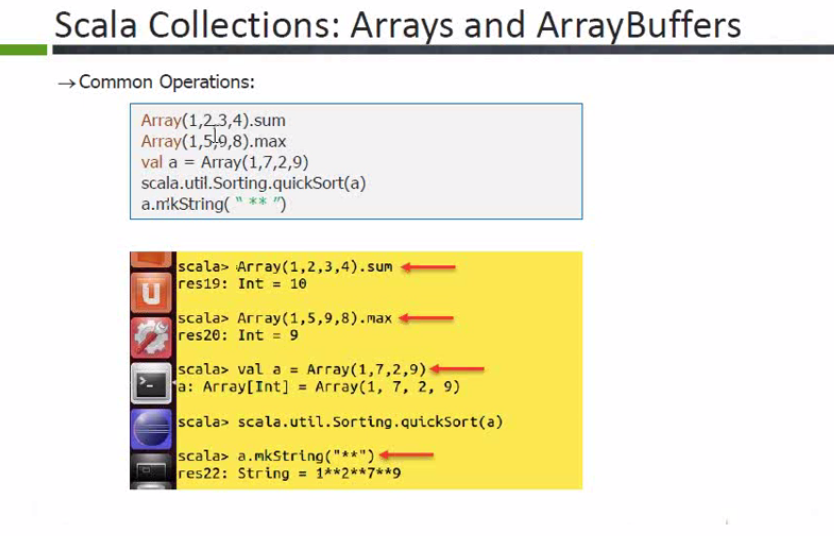 Scala Collections: Arrays and ArrayBuffers
→Common Operations:
Array(1,2,3,4).sum
Array(1,5,9,8).max
val a = Array(1,7,2,9)
scala.util.Sorting.quickSort(a)
a.mkString( “ ** ”)
scala> Array(1,2,3,4).sum
res19: Int = 10
scala> Array(1,5,9,8).max
res20: Int = 9
scala> val a = Array(1,7,2,9)
a: Array[Int] = Array(1, 7, 2, 9)
scala> scala.util.Sorting.quickSort(a)
scala> a.mkString("**")
res22: String = 1**2**7**9